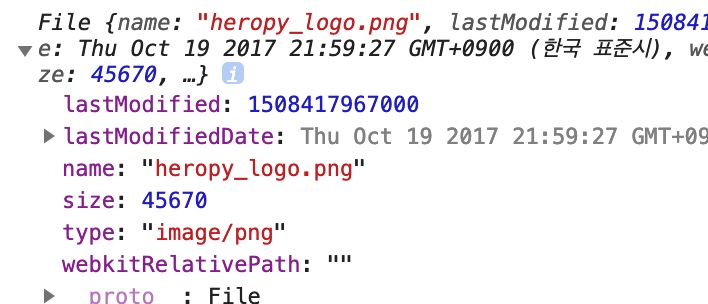 File {name: "heropy_logo.png", lastModified: 15084
e: Thu Oct 19 2017 21:59:27 GMT+0900 (한국 표준시), we
ze: 45670, …} i
lastModified: 1508417967000
lastModifiedDate: Thu Oct 19 2017 21:59:27 GMT+09
name: "heropy_logo.png"
size: 45670
type: "image/png"
webkitRelativePath: ""
__proto__: File